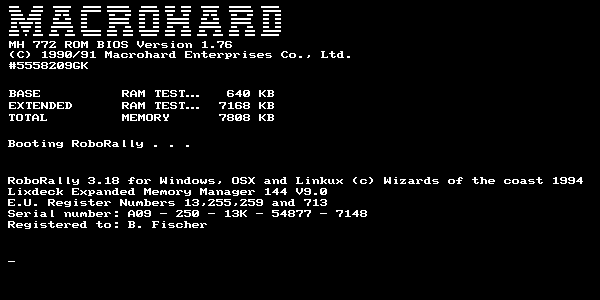 MACROHARD
MH 772 ROM BIOS Version 1.76
(C) 1990/91 Macrohard Enterprises Co., Ltd.
#5558209GK
BASE RAM TEST... 640 KB
EXTENDED RAM TEST... 7168 KB
TOTAL MEMORY 7808 KB
Booting RoboRally . . .
RoboRally 3.18 for Windows, OSX and Linkux (c) Wizards of the coast 1994
Lixdeck Expanded Memory Manager 144 V9.0
E.U. Register Numbers 13,255,259 and 713
Serial number: A09 - 250 - 13K - 54877 - 7148
Registered to: B. Fischer
_